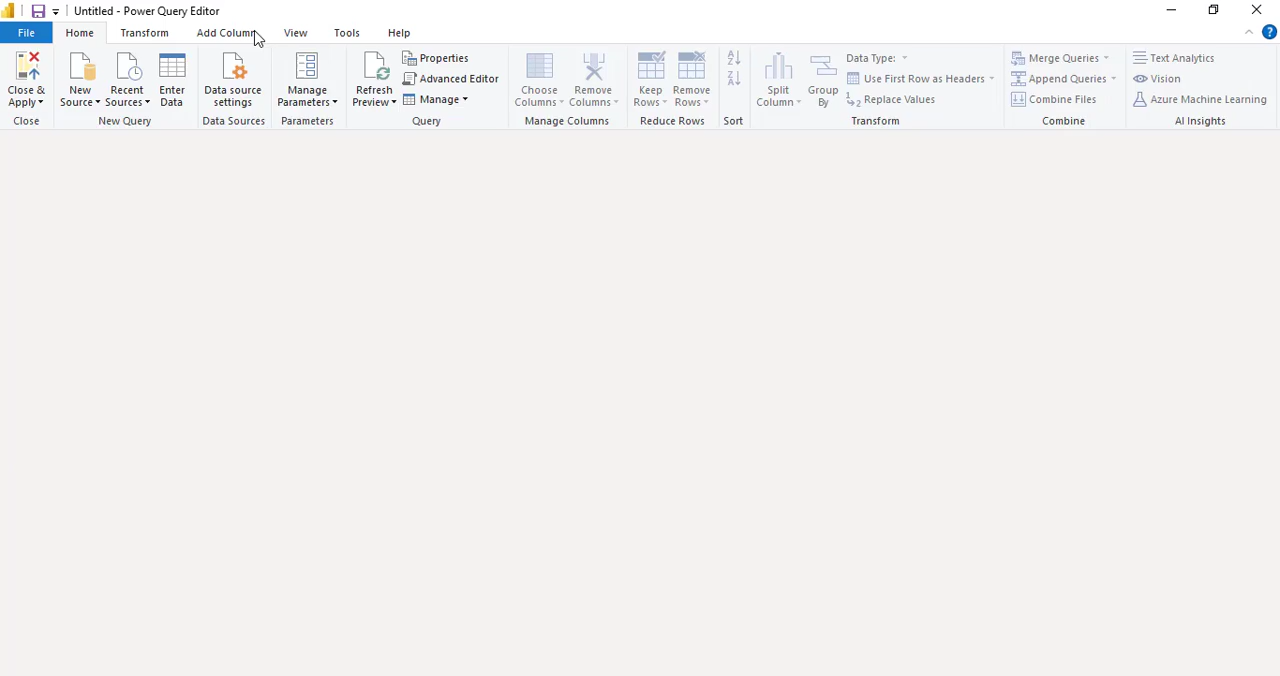 Untitled - Power Query Editor
File Home Transform Add Column View Tools Help
Close & Apply
New Source
Recent Sources
Enter Data
Data source settings
Manage Parameters
Refresh Preview
Properties
Advanced Editor
Manage
Choose Columns
Remove Columns
Keep Rows
Remove Rows
A Z
Z A
Split Column
Group By
Data Type:
Use First Row as Headers
1 2 Replace Values
Merge Queries
Append Queries
Combine Files
Text Analytics
Vision
Azure Machine Learning
Close New Query Data Sources Parameters Query Manage Columns Reduce Rows Sort Transform Combine AI Insights
?